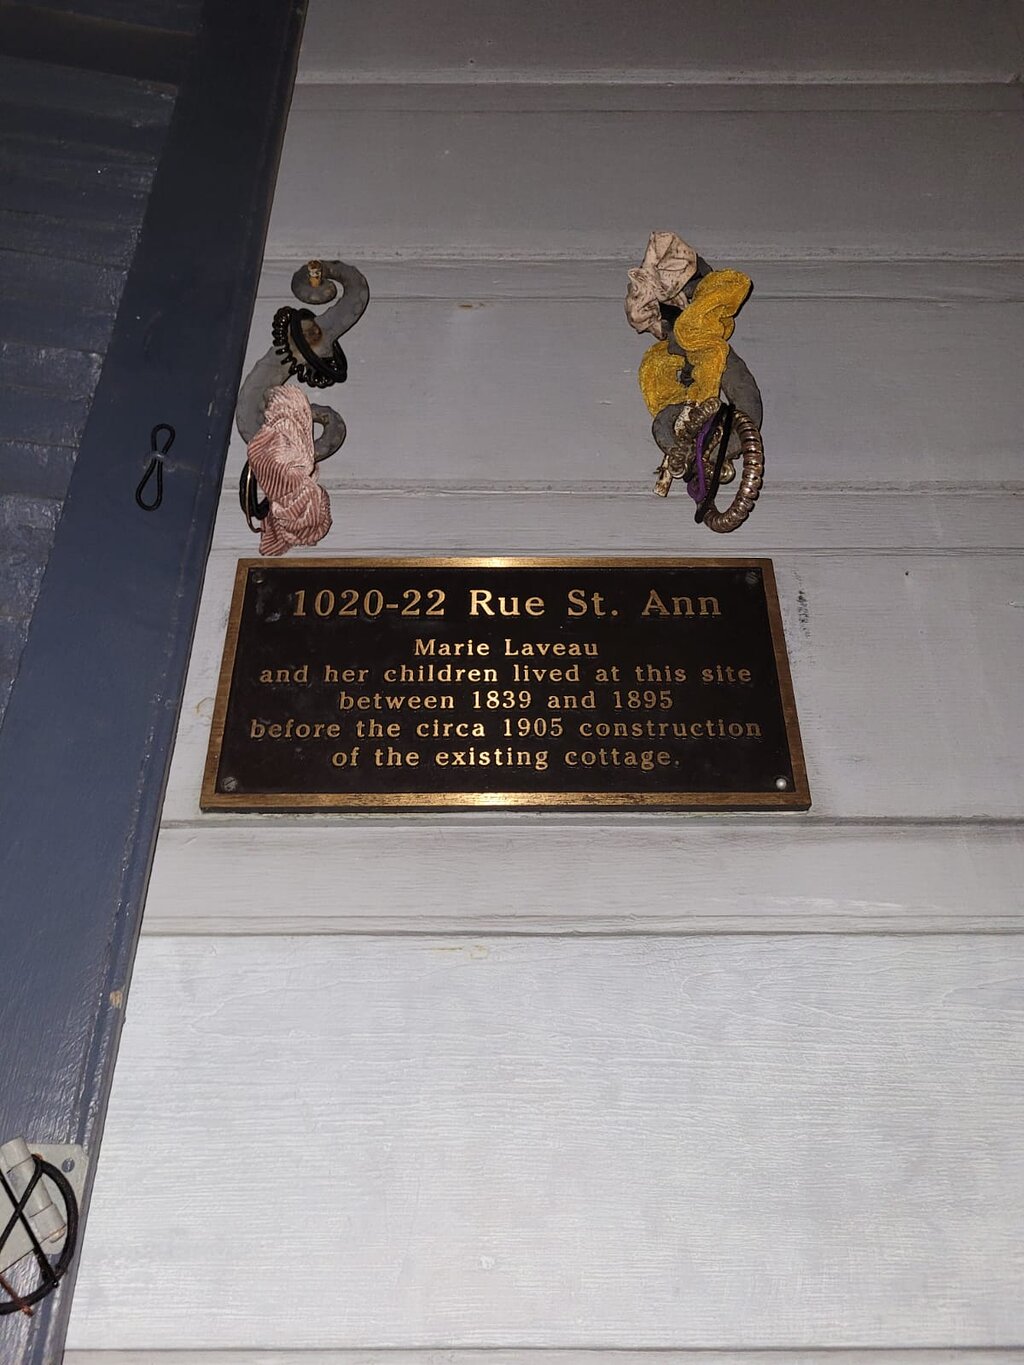 1020-22 Rue St. Ann
Marie Laveau
and her children lived at this site
between 1839 and 1895
before the circa 1905 construction
of the existing cottage.